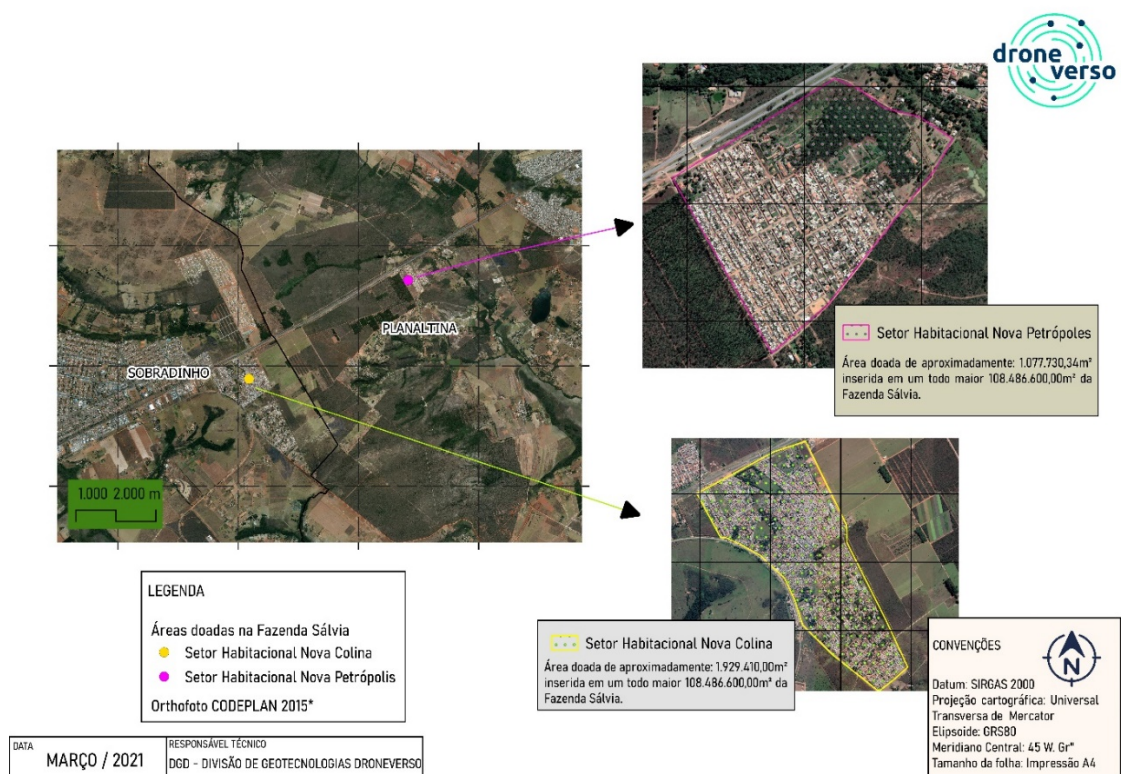 drone
verso
SOBRADINHO
PLANALTINA
1.000 2.000 m
Setor Habitacional Nova Petrópoles
Área doada de aproximadamente: 1.077.730,34m²
inserida em um todo maior 108.486.600,00m² da
Fazenda Sálvia.
Setor Habitacional Nova Colina
Área doada de aproximadamente: 1.929.410,00m²
inserida em um todo maior 108.486.600,00m² da
Fazenda Sálvia.
LEGENDA
Áreas doadas na Fazenda Sálvia
Setor Habitacional Nova Colina
Setor Habitacional Nova Petrópolis
Orthofoto CODEPLAN 2015*
CONVENÇÕES
N
Datum: SIRGAS 2000
Projeção cartográfica: Universal
Transversa de Mercator
Elipsoide: GRS80
Meridiano Central: 45 W. Gr°
Tamanho da folha: Impressão A4
DATA
MARÇO / 2021
RESPONSÁVEL TÉCNICO
DGD - DIVISÃO DE GEOTECNOLOGIAS DRONEVERSO